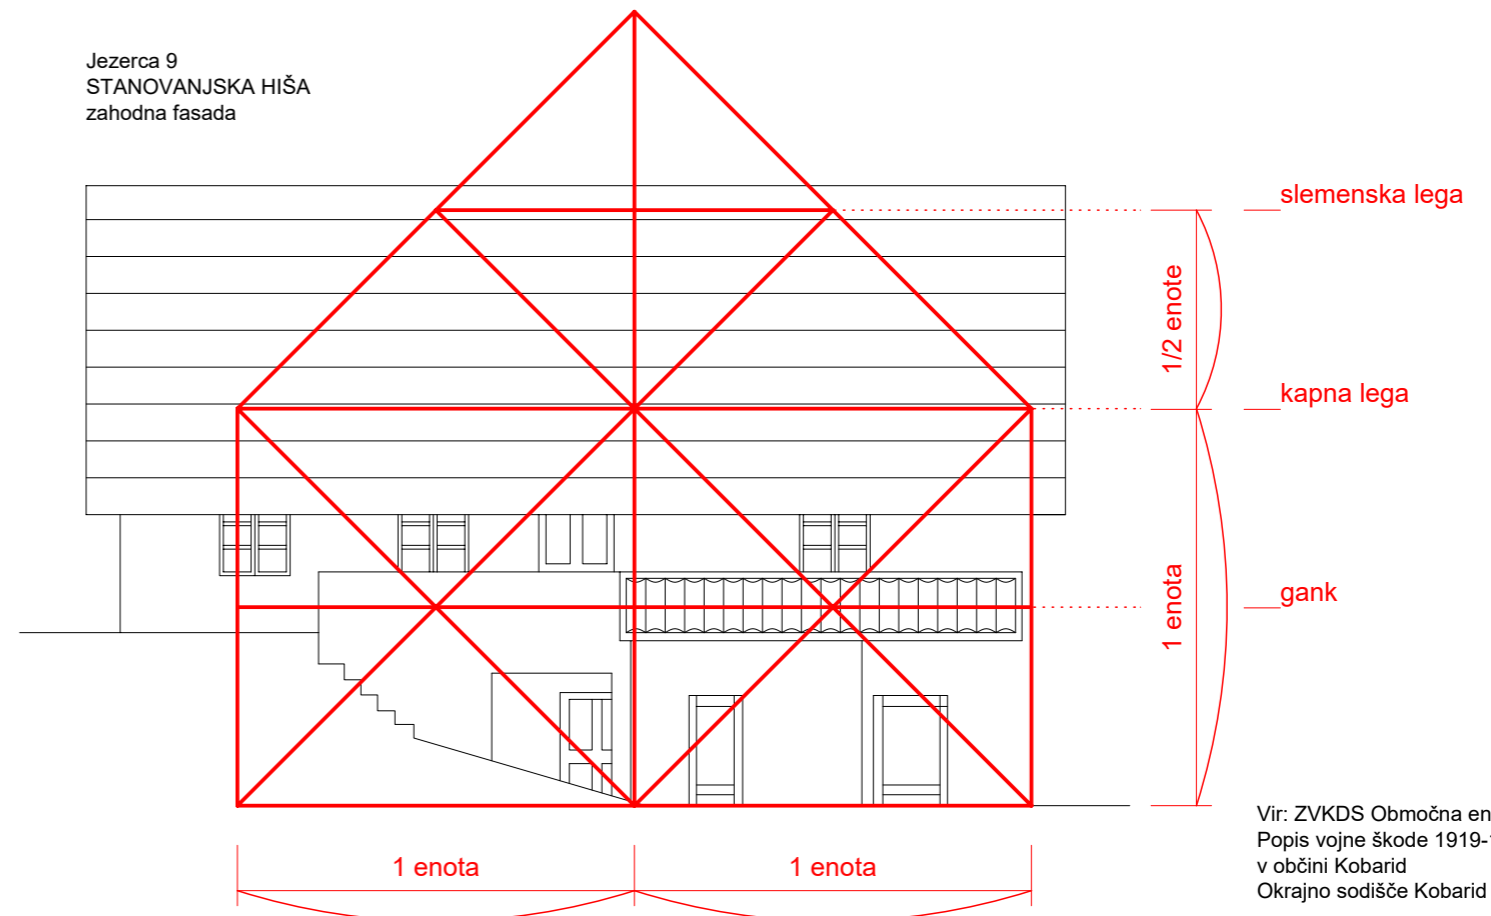 Jezerca 9
STANOVANJSKA HIŠA
zahodna fasada
slemenska lega
1/2 enote
kapna lega
1 enota
gank
1 enota
1 enota
Vir: ZVKDS Območna en
Popis vojne škode 1919-
v občini Kobarid
Okrajno sodišče Kobarid